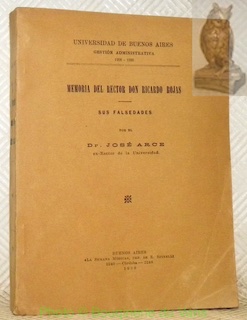 UNIVERSIDAD DE BUENOS AIRES
GESTIÓN ADMINISTRATIVA
MEMORIA DEL RECTOR DON RICARDO ROJAS
SUS FALSEDADES
POR EL
Dr. JOSÉ ARCE
ex-Rector de la Universidad.
BUENOS AIRES